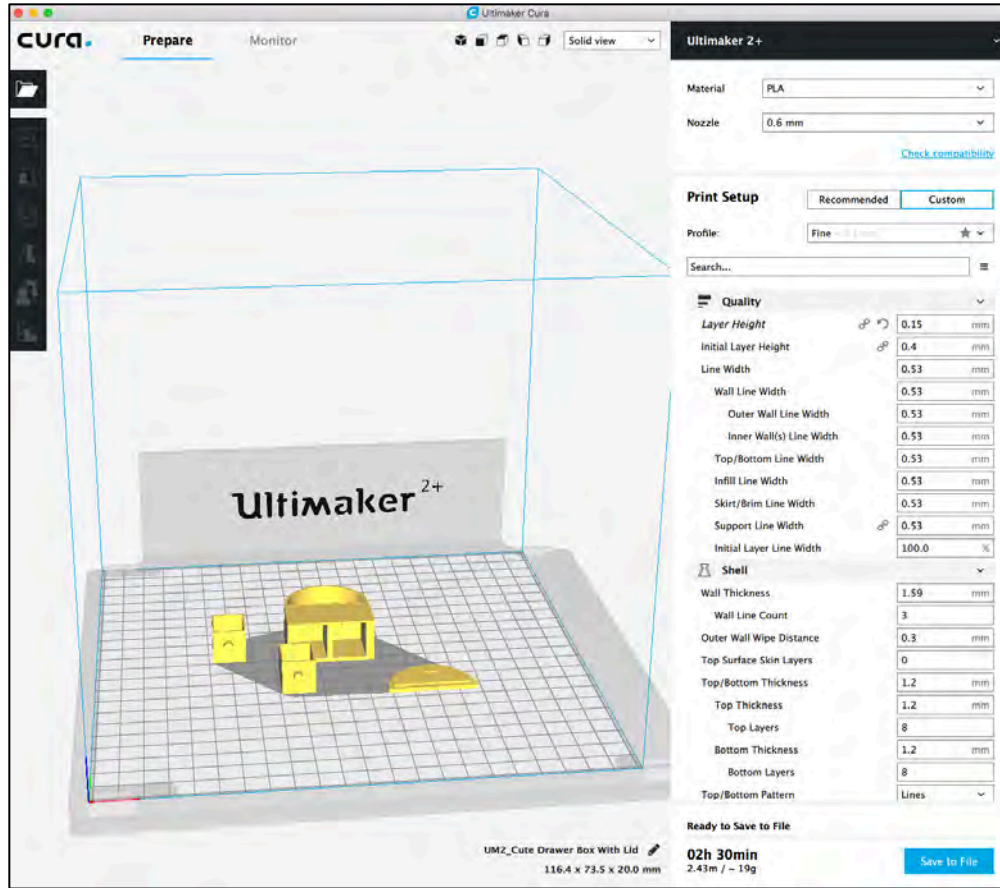 Ultimaker Cura
cura.
Prepare
Monitor
Solid view
Ultimaker 2+
Material
PLA
Nozzle
0.6 mm
Check compatibility
Print Setup
Recommended
Custom
Profile:
Fine
Search...
Quality
Layer Height
0.15 mm
Initial Layer Height
0.4 mm
Line Width
0.53 mm
Wall Line Width
0.53 mm
Outer Wall Line Width
0.53 mm
Inner Wall(s) Line Width
0.53 mm
Top/Bottom Line Width
0.53 mm
Infill Line Width
0.53 mm
Skirt/Brim Line Width
0.53 mm
Support Line Width
0.53 mm
Initial Layer Line Width
100.0 %
Shell
Wall Thickness
1.59 mm
Wall Line Count
3
Outer Wall Wipe Distance
0.3 mm
Top Surface Skin Layers
0
Top/Bottom Thickness
1.2 mm
Top Thickness
1.2 mm
Top Layers
8
Bottom Thickness
1.2 mm
Bottom Layers
8
Top/Bottom Pattern
Lines
Ultimaker 2+
UM2_Cute Drawer Box With Lid
116.4 x 73.5 x 20.0 mm
Ready to Save to File
02h 30min
2.43m / ~ 19g
Save to File